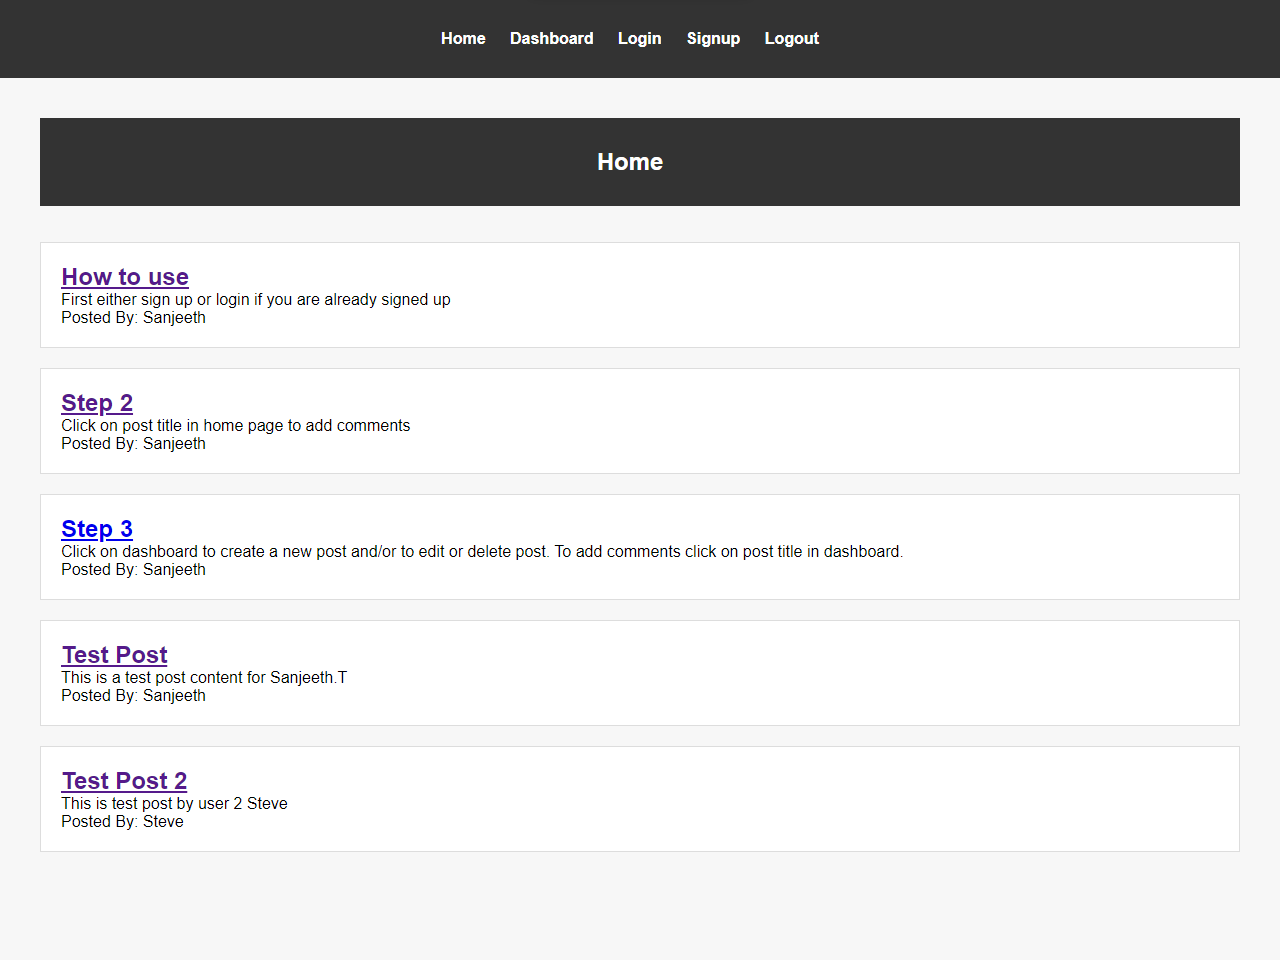 Home Dashboard Login Signup Logout
Home
How to use
First either sign up or login if you are already signed up
Posted By: Sanjeeth
Step 2
Click on post title in home page to add comments
Posted By: Sanjeeth
Step 3
Click on dashboard to create a new post and/or to edit or delete post. To add comments click on post title in dashboard.
Posted By: Sanjeeth
Test Post
This is a test post content for Sanjeeth.T
Posted By: Sanjeeth
Test Post 2
This is test post by user 2 Steve
Posted By: Steve